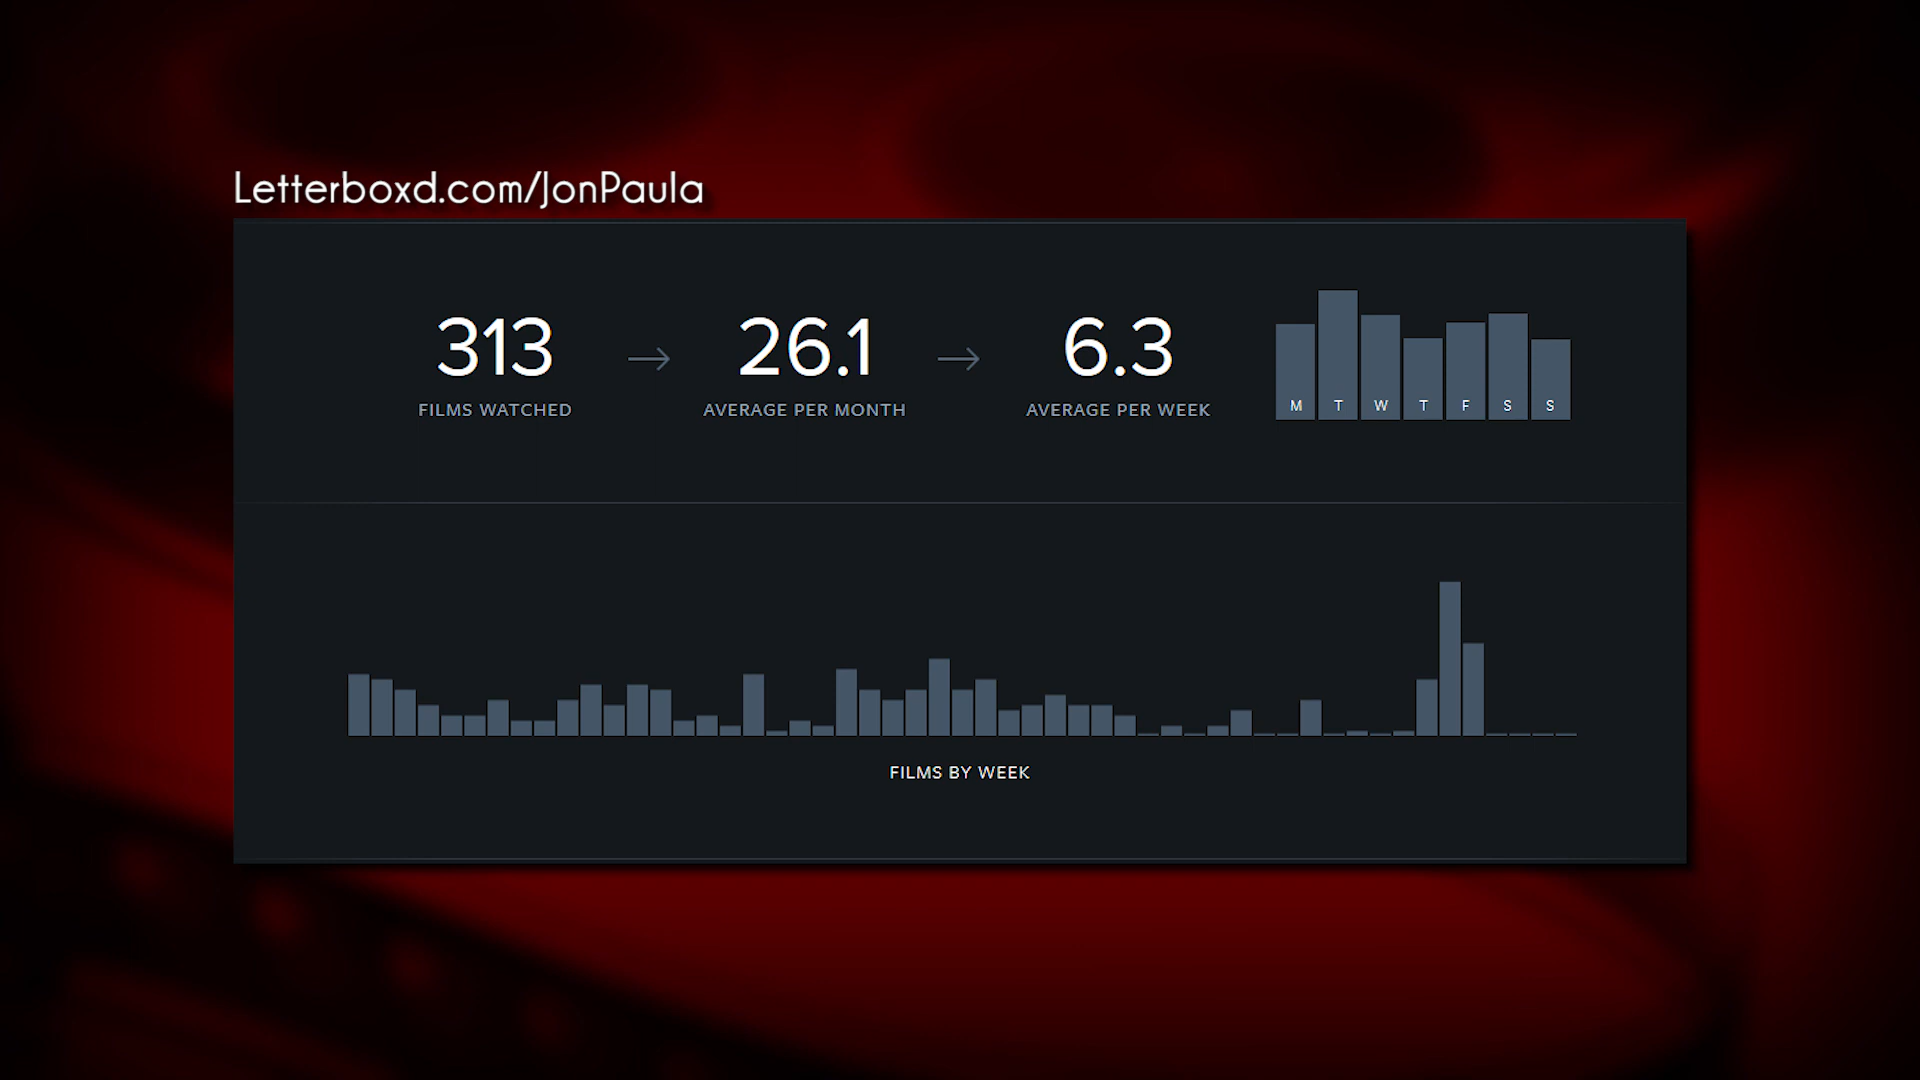 Letterboxd.com/JonPaula
313 → 26.1 → 6.3
FILMS WATCHED AVERAGE PER MONTH AVERAGE PER WEEK
M T W T F S S
FILMS BY WEEK